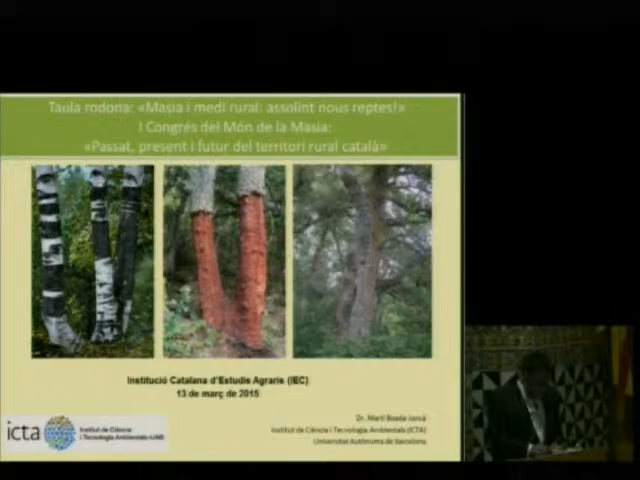 Taula rodona: «Masia i medi rural: assolint nous reptes!»
I Congrés del Món de la Masia:
«Passat, present i futur del territori rural català»
Institució Catalana d'Estudis Agraris (IEC)
13 de març de 2015
Dr. Martí Boada Juncà
Institut de Ciència i Tecnologia Ambientals (ICTA)
Universitat Autònoma de Barcelona
icta
Institut de Ciència
i Tecnologia Ambientals-UAB